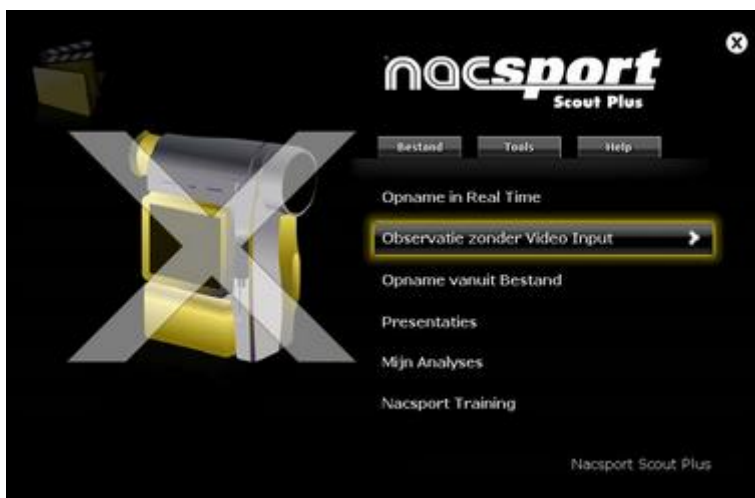 nacsport
Scout Plus
Bestand Tools Help
Opname in Real Time
Observatie zonder Video Input
Opname vanuit Bestand
Presentaties
Mijn Analyses
Nacsport Training
Nacsport Scout Plus